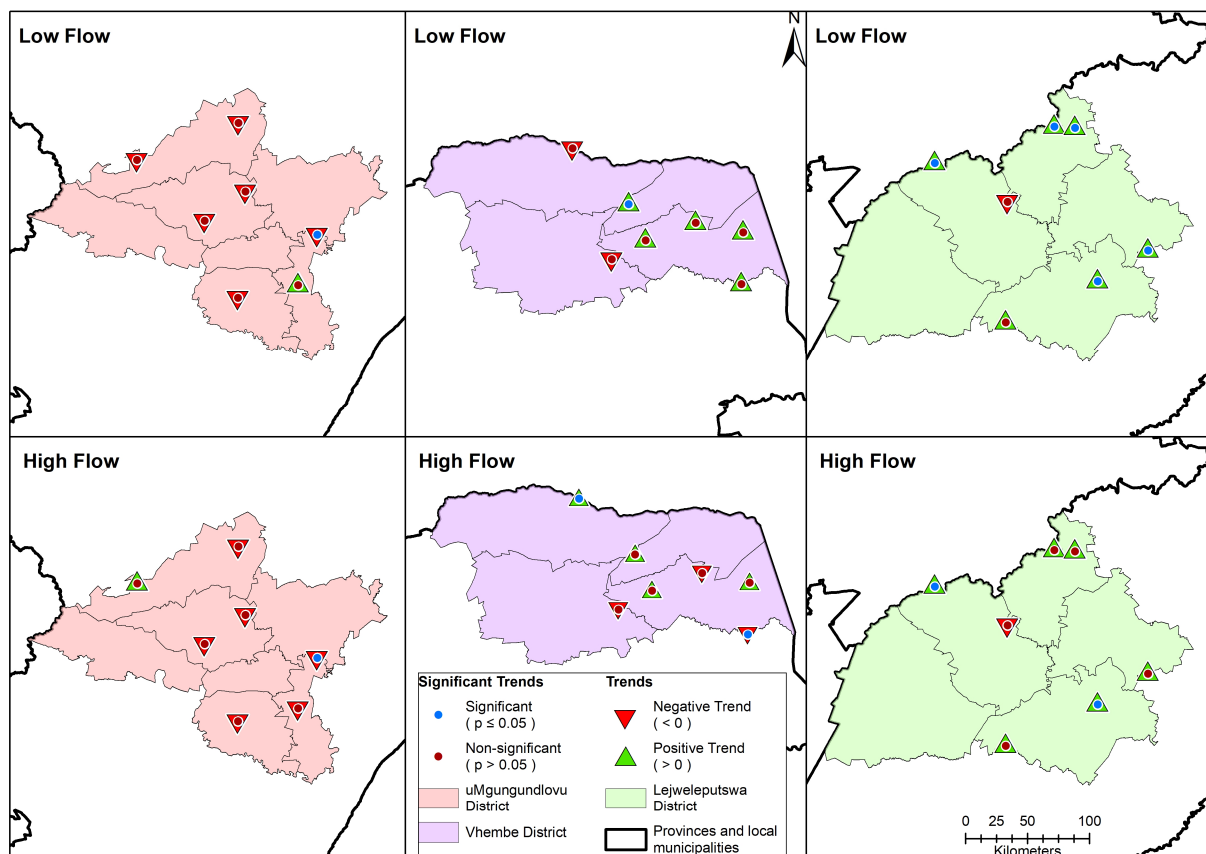 Low Flow
Low Flow
N
Low Flow
High Flow
High Flow
High Flow
Significant Trends
Significant
( p ≤ 0.05 )
Non-significant
( p > 0.05 )
uMgungundlovu
District
Vhembe District
Trends
Negative Trend
( < 0 )
Positive Trend
( > 0 )
Lejweleputswa
District
Provinces and local
municipalities
0 25 50 100
Kilometers